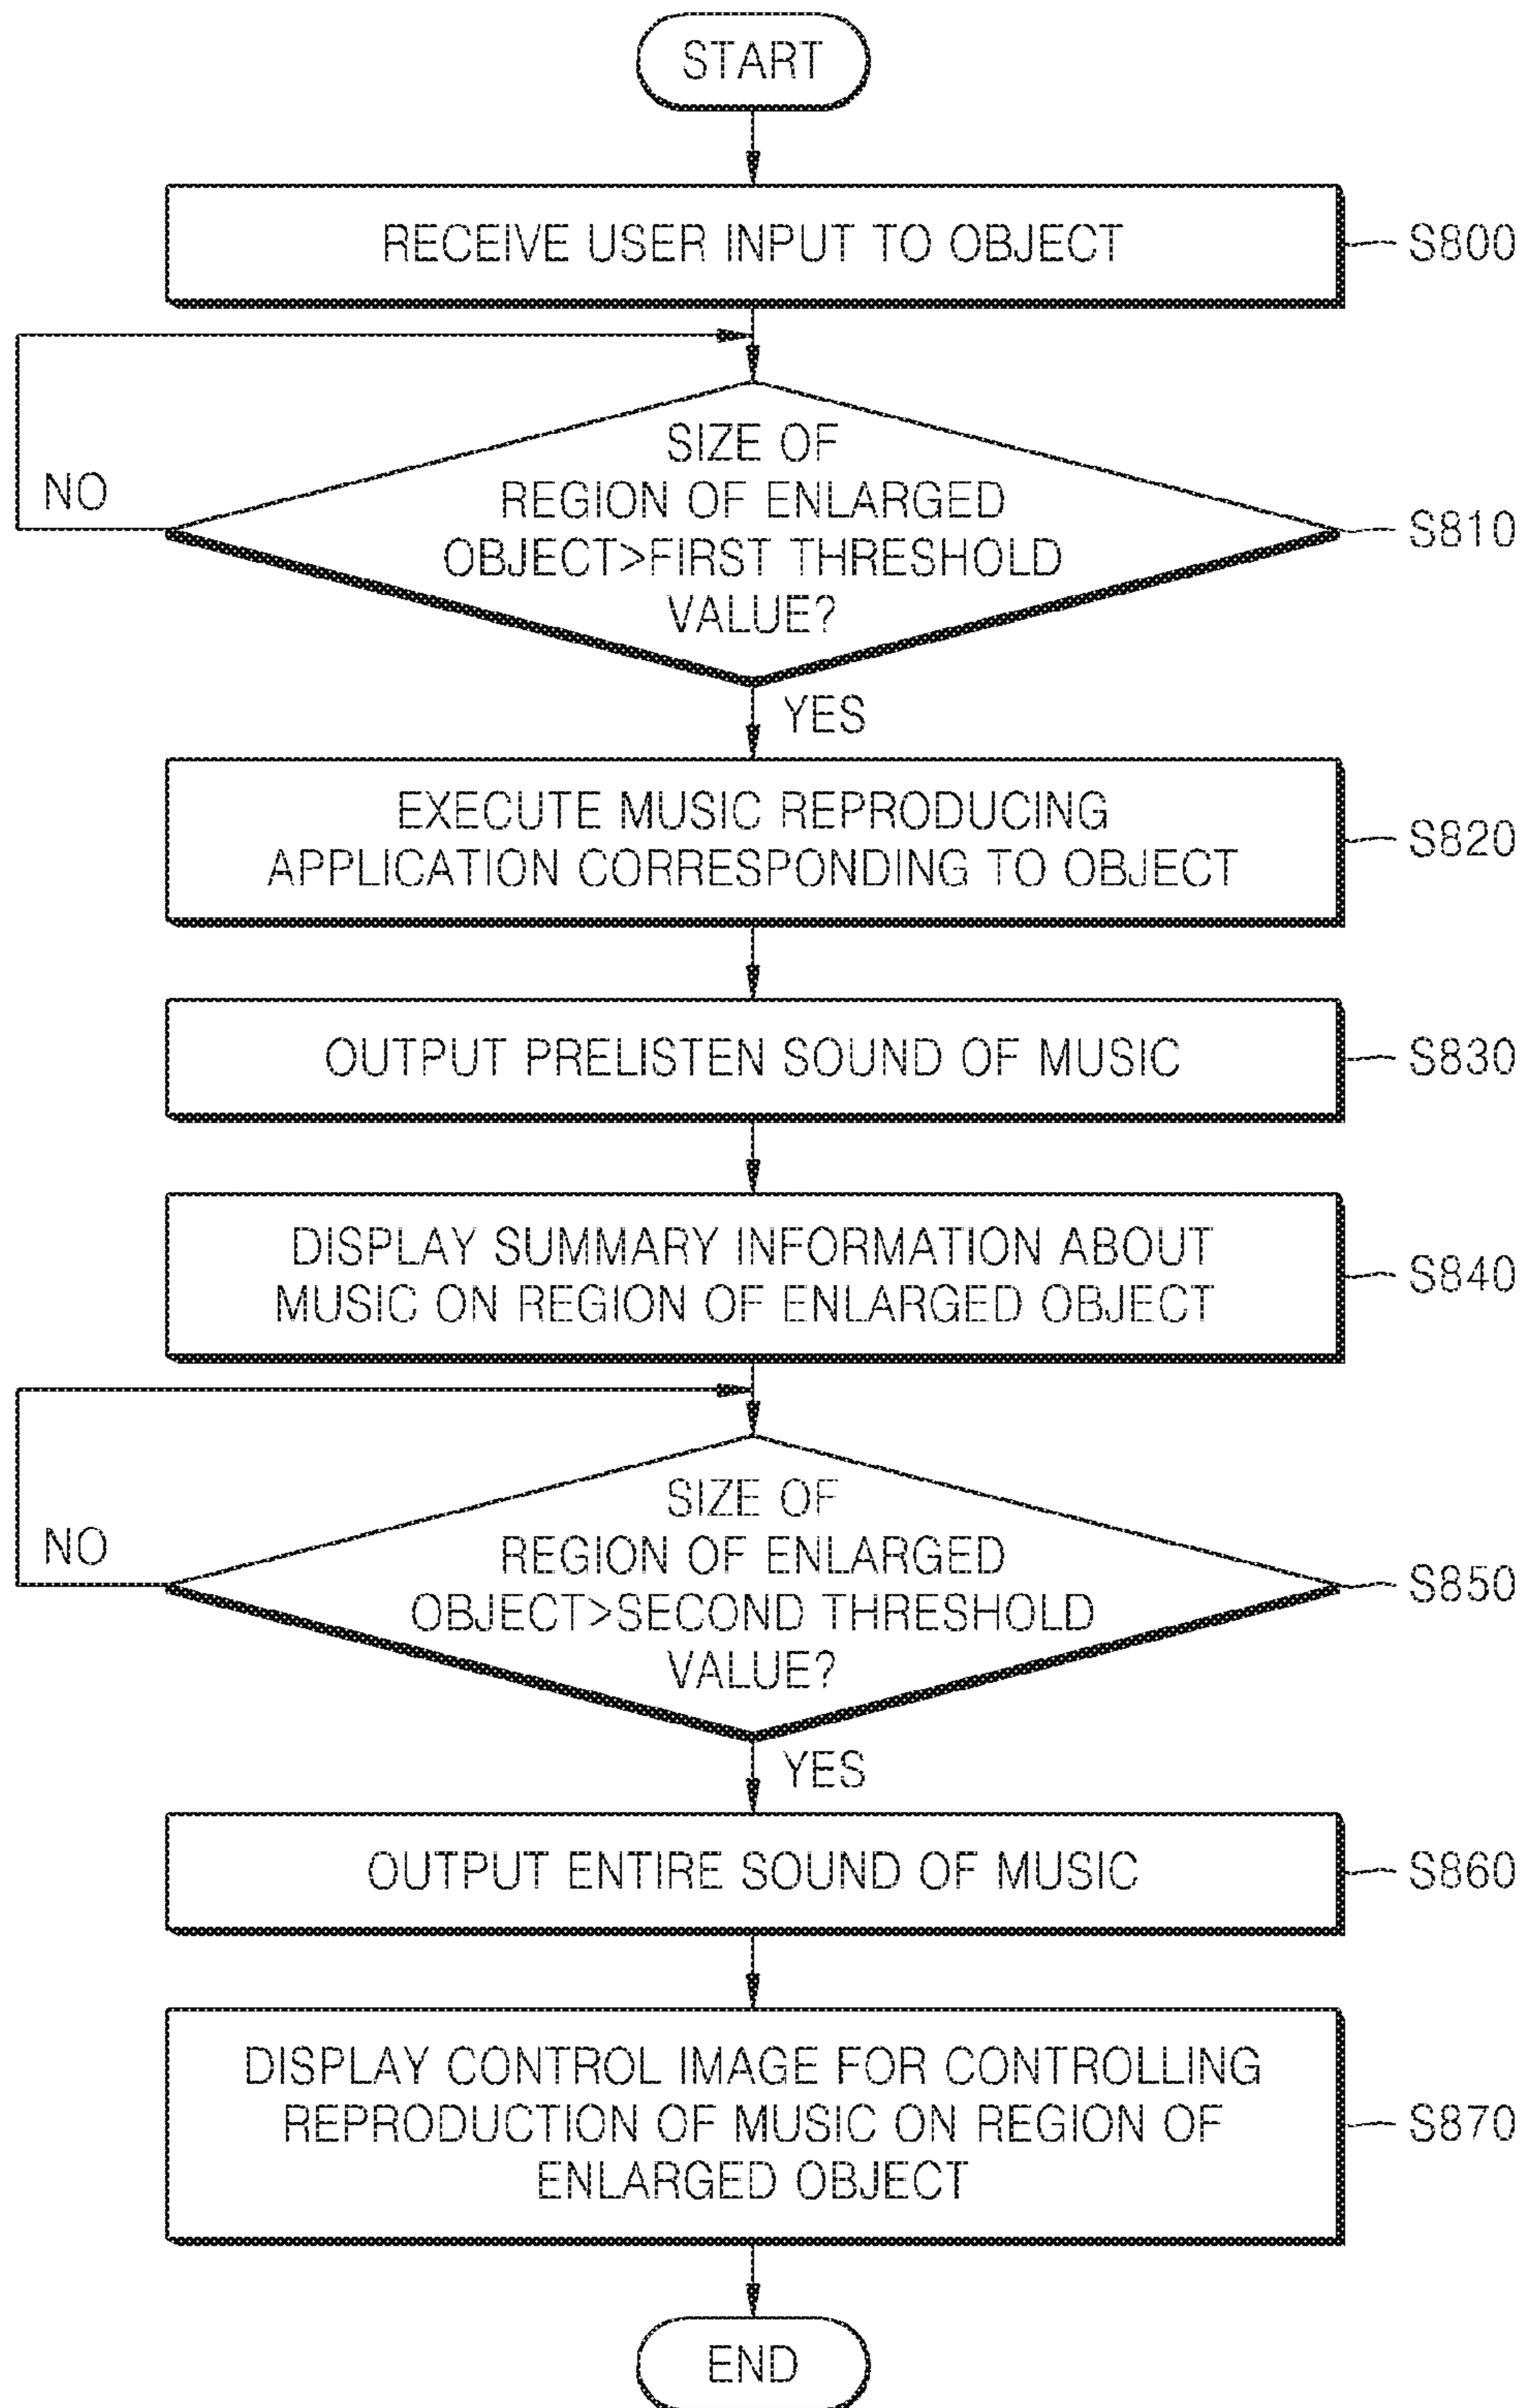 START
RECEIVE USER INPUT TO OBJECT
S800
SIZE OF
REGION OF ENLARGED
OBJECT>FIRST THRESHOLD
VALUE?
NO
S810
YES
EXECUTE MUSIC REPRODUCING
APPLICATION CORRESPONDING TO OBJECT
S820
OUTPUT PRELISTEN SOUND OF MUSIC
S830
DISPLAY SUMMARY INFORMATION ABOUT
MUSIC ON REGION OF ENLARGED OBJECT
S840
SIZE OF
REGION OF ENLARGED
OBJECT>SECOND THRESHOLD
VALUE?
NO
S850
YES
OUTPUT ENTIRE SOUND OF MUSIC
S860
DISPLAY CONTROL IMAGE FOR CONTROLLING
REPRODUCTION OF MUSIC ON REGION OF
ENLARGED OBJECT
S870
END